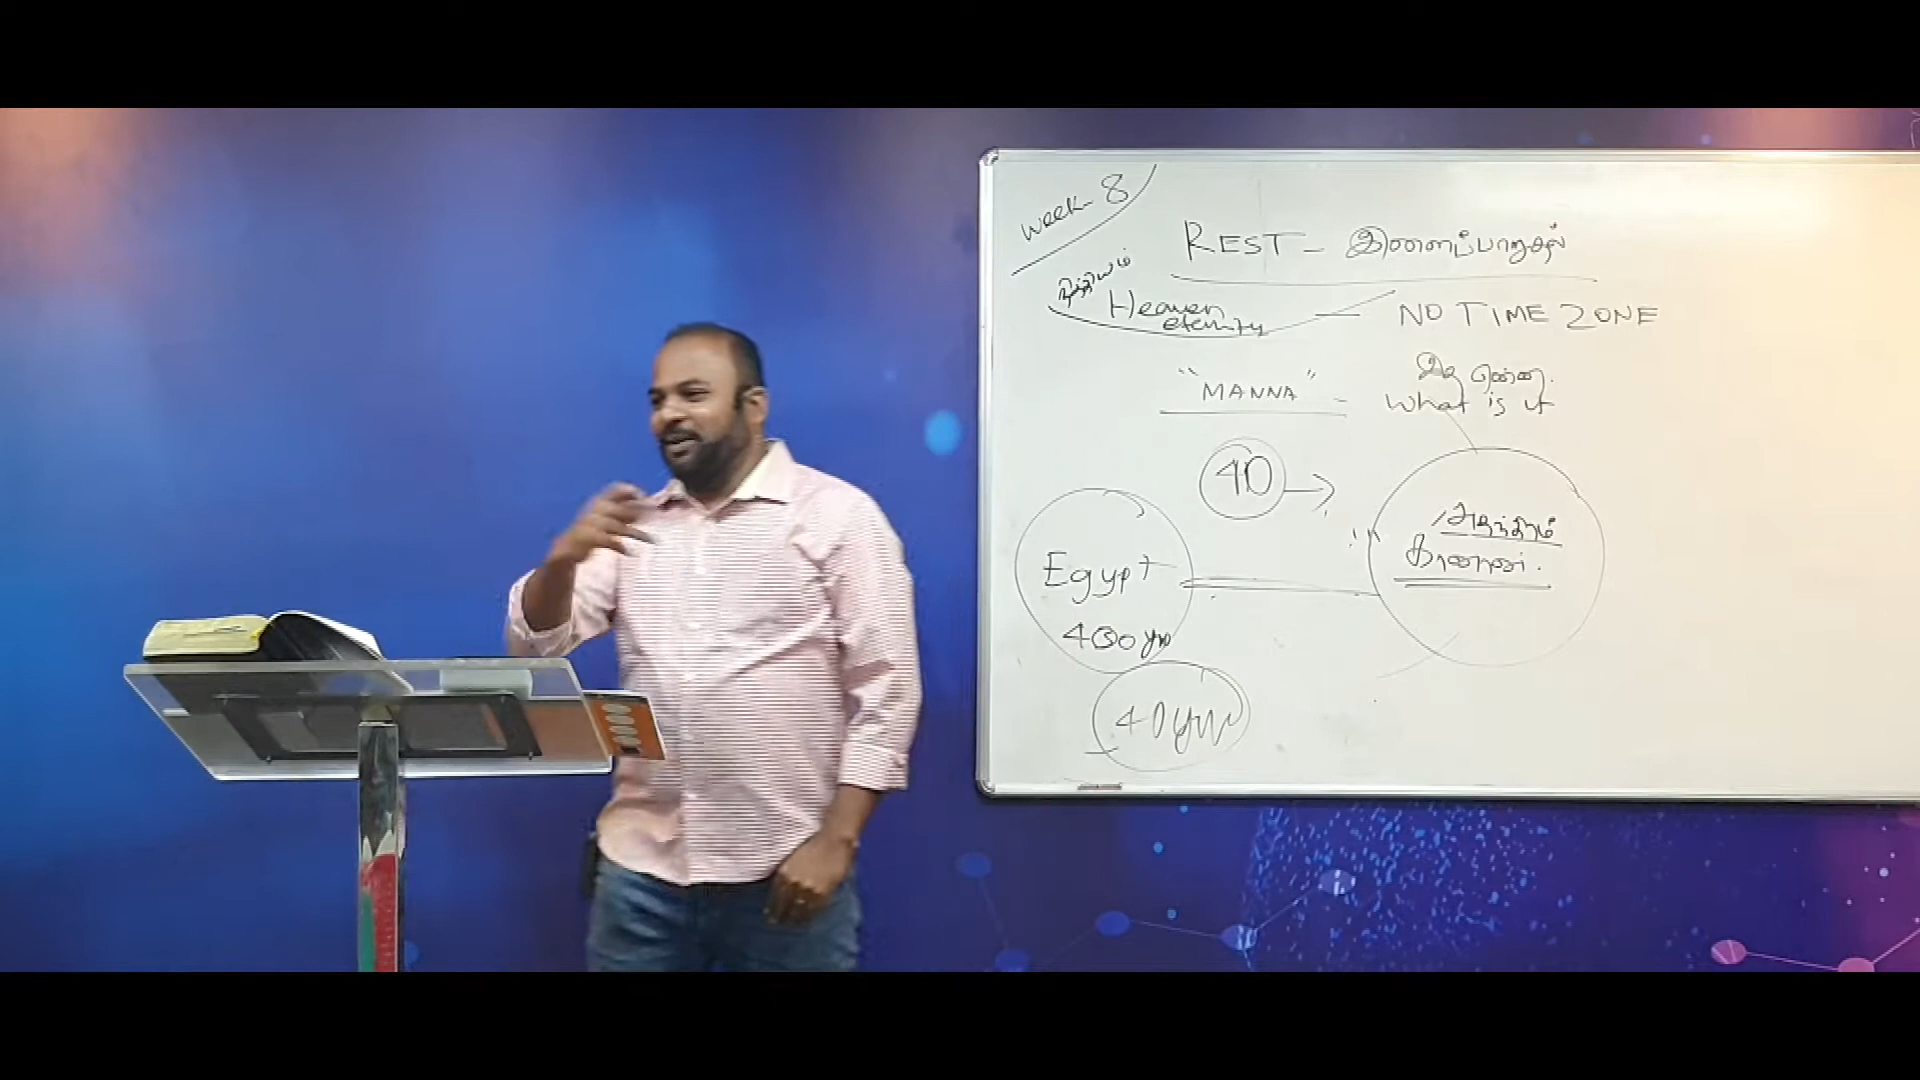 Week-8
REST - இளைப்பாறுதல்
நித்தியம்
Heaven eternity — NO TIME ZONE
இது என்ன.
"MANNA" - What is it
40 →
Egypt
400 yrs
கானான்.
40 yrs